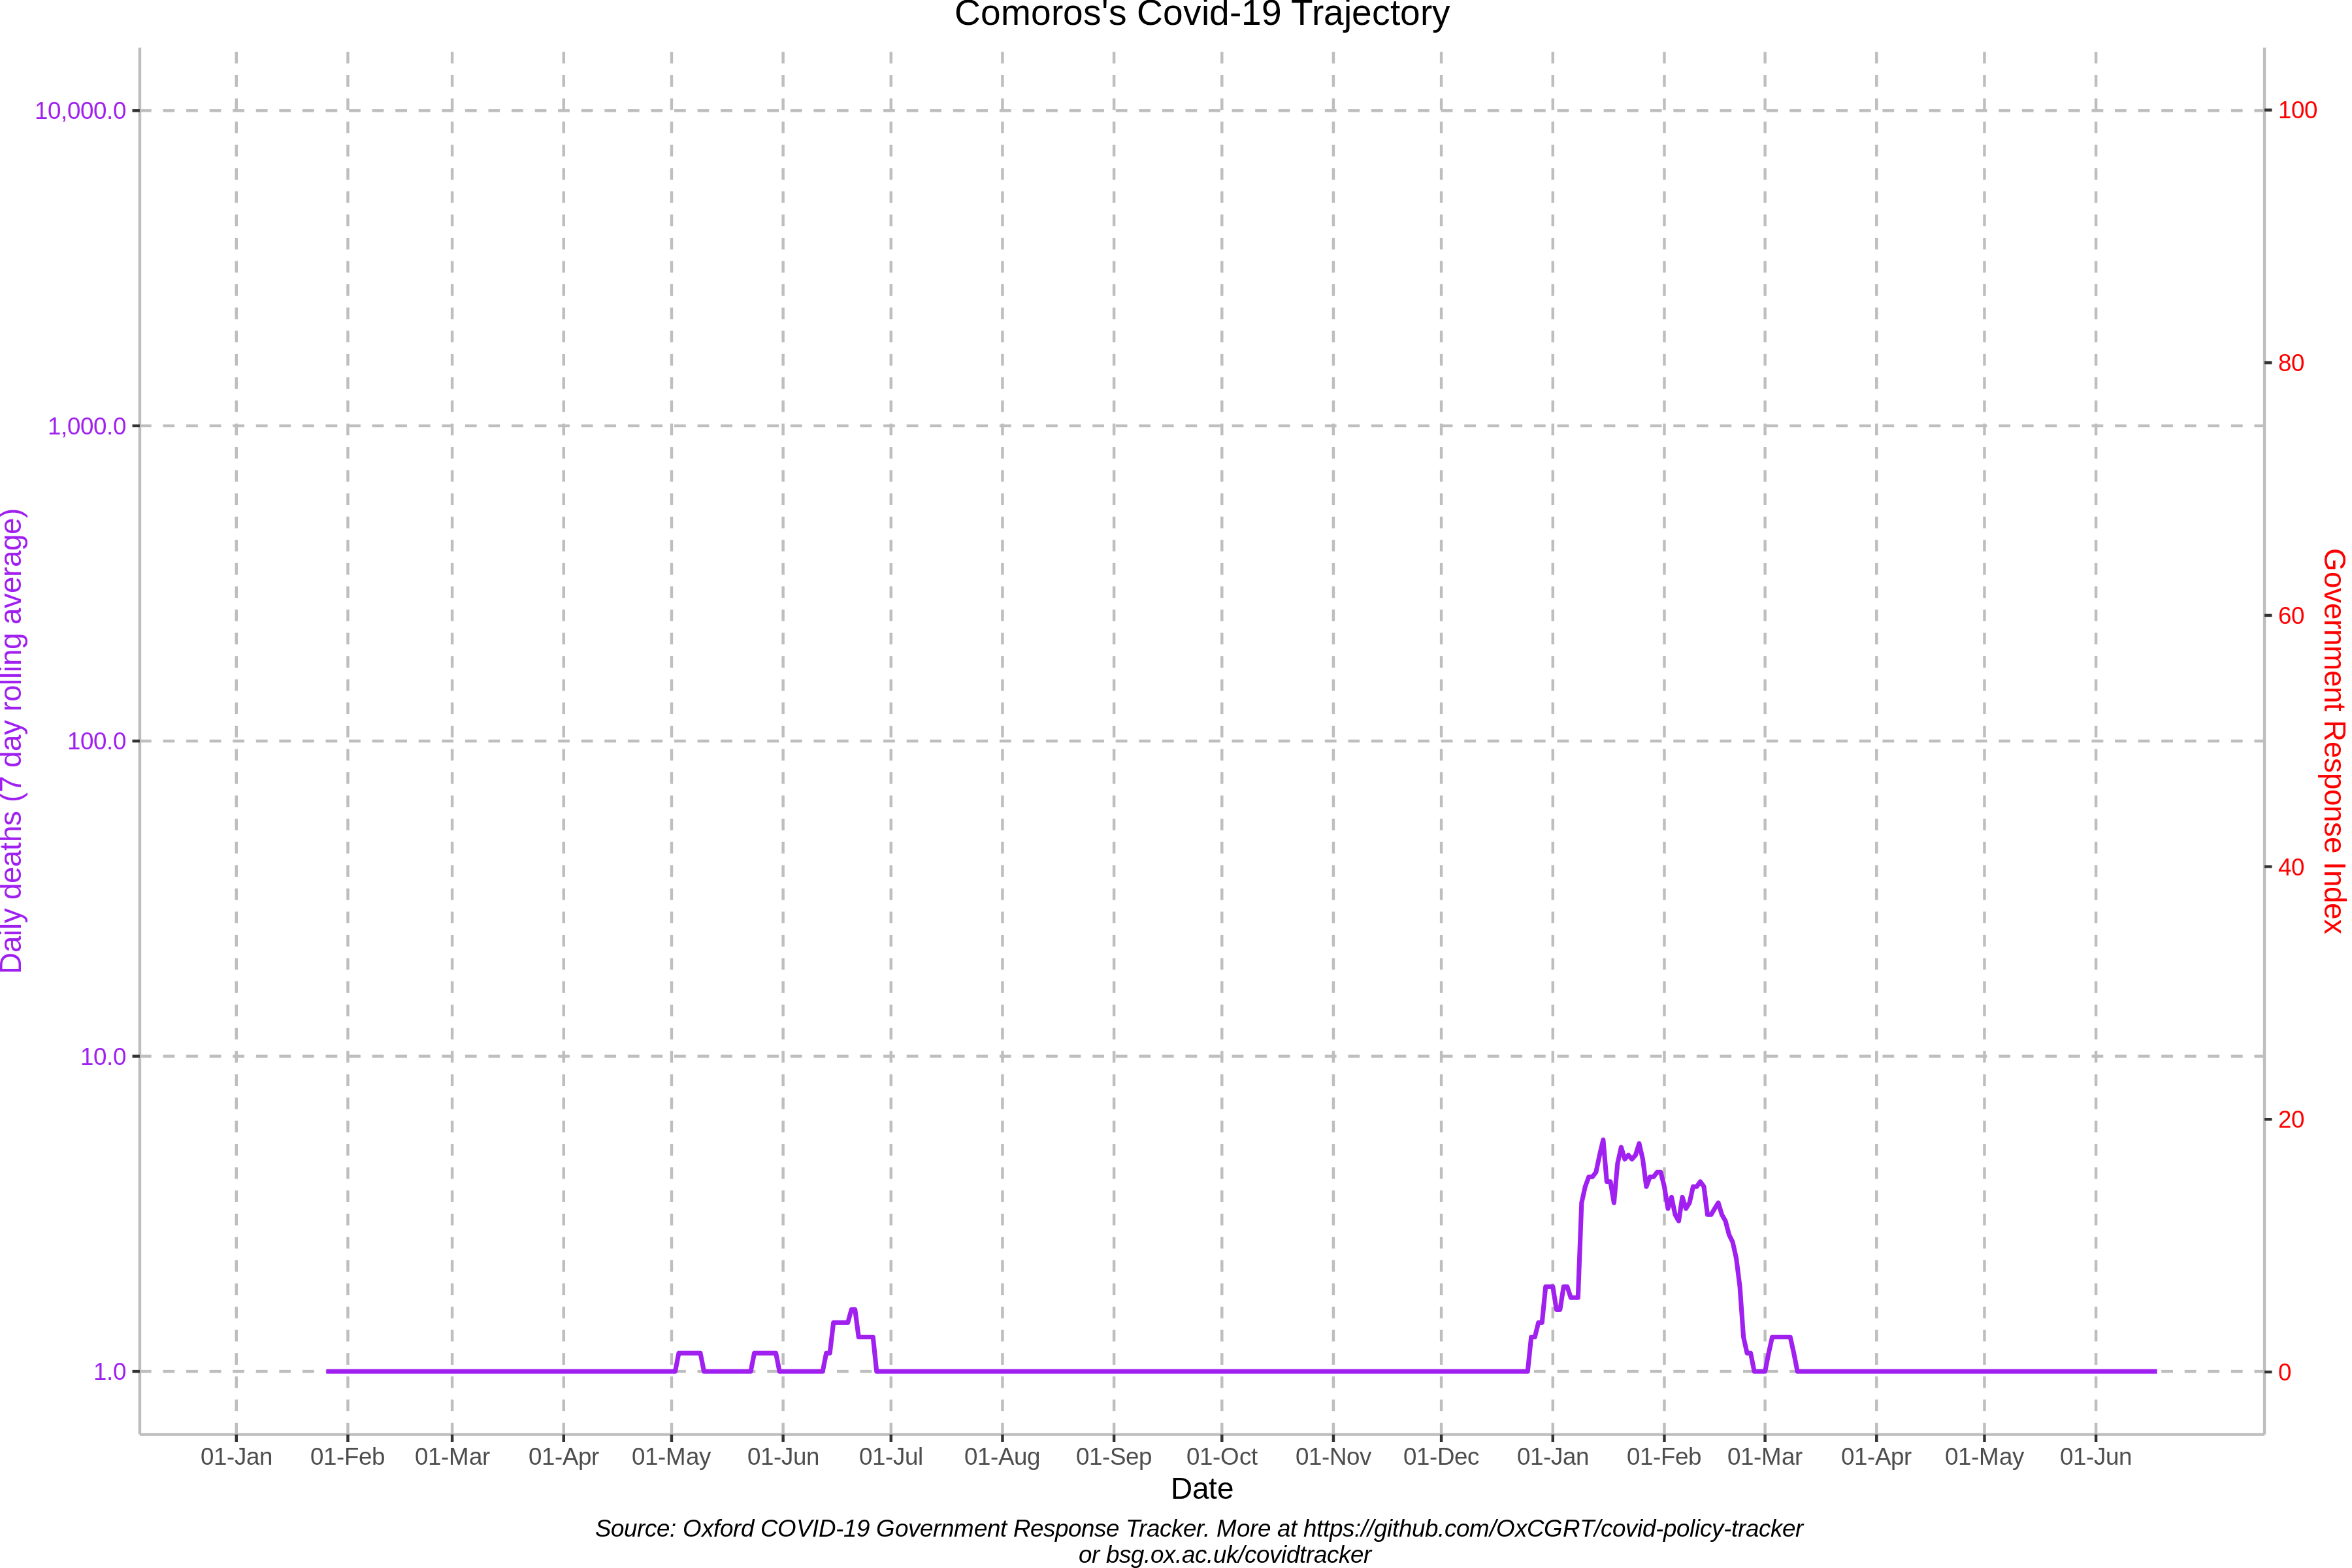 Comoros's Covid-19 Trajectory
10,000.0
1,000.0
100.0
10.0
1.0
Daily deaths (7 day rolling average)
100
80
60
40
20
0
Government Response Index
01-Jan 01-Feb 01-Mar 01-Apr 01-May 01-Jun 01-Jul 01-Aug 01-Sep 01-Oct 01-Nov 01-Dec 01-Jan 01-Feb 01-Mar 01-Apr 01-May 01-Jun
Date
Source: Oxford COVID-19 Government Response Tracker. More at https://github.com/OxCGRT/covid-policy-tracker
or bsg.ox.ac.uk/covidtracker